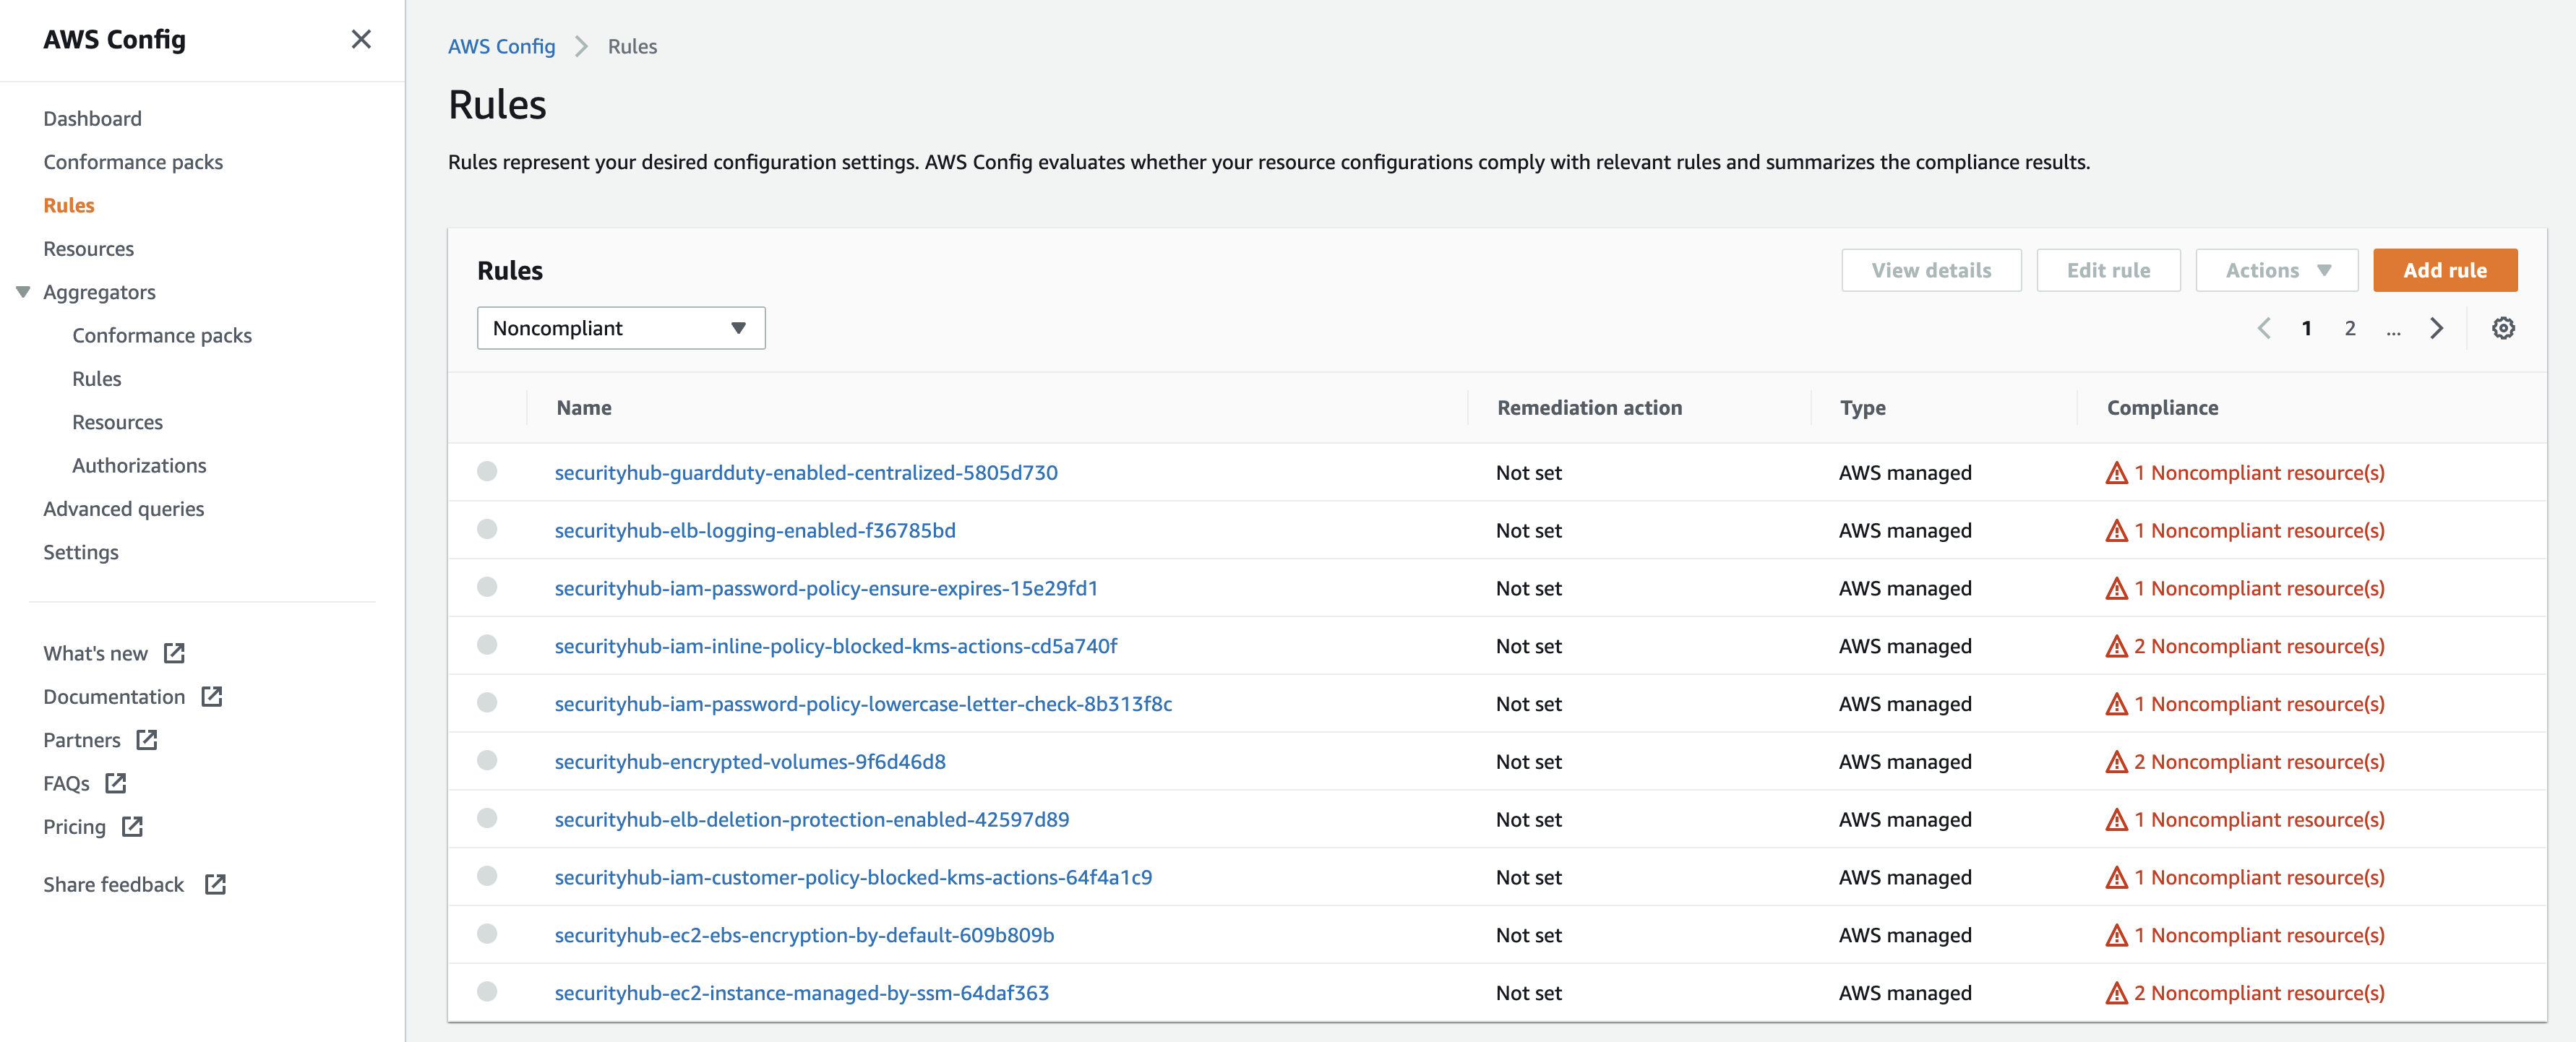 AWS Config
Dashboard
Conformance packs
Rules
Resources
Aggregators
Conformance packs
Rules
Resources
Authorizations
Advanced queries
Settings
What's new
Documentation
Partners
FAQs
Pricing
Share feedback
AWS Config Rules
Rules
Rules represent your desired configuration settings. AWS Config evaluates whether your resource configurations comply with relevant rules and summarizes the compliance results.
Rules View details Edit rule Actions Add rule
Noncompliant 1 2 ...
Name Remediation action Type Compliance
securityhub-guardduty-enabled-centralized-5805d730 Not set AWS managed 1 Noncompliant resource(s)
securityhub-elb-logging-enabled-f36785bd Not set AWS managed 1 Noncompliant resource(s)
securityhub-iam-password-policy-ensure-expires-15e29fd1 Not set AWS managed 1 Noncompliant resource(s)
securityhub-iam-inline-policy-blocked-kms-actions-cd5a740f Not set AWS managed 2 Noncompliant resource(s)
securityhub-iam-password-policy-lowercase-letter-check-8b313f8c Not set AWS managed 1 Noncompliant resource(s)
securityhub-encrypted-volumes-9f6d46d8 Not set AWS managed 2 Noncompliant resource(s)
securityhub-elb-deletion-protection-enabled-42597d89 Not set AWS managed 1 Noncompliant resource(s)
securityhub-iam-customer-policy-blocked-kms-actions-64f4a1c9 Not set AWS managed 1 Noncompliant resource(s)
securityhub-ec2-ebs-encryption-by-default-609b809b Not set AWS managed 1 Noncompliant resource(s)
securityhub-ec2-instance-managed-by-ssm-64daf363 Not set AWS managed 2 Noncompliant resource(s)